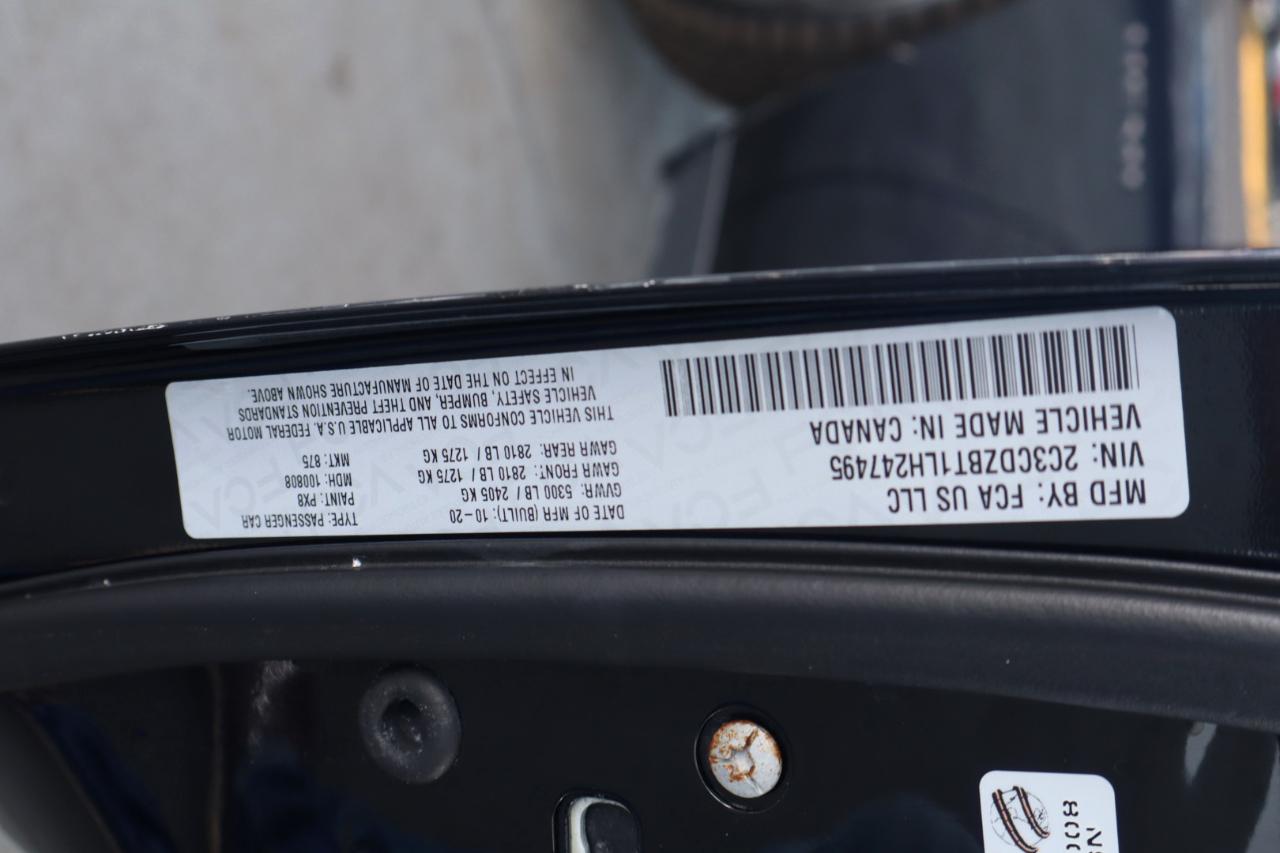 MFD BY: FCA US LLC
VIN: 2C3CDZBT1LH247495
VEHICLE MADE IN: CANADA
DATE OF MFR (BUILT): 10-20
GVWR: 5300 LB / 2405 KG
GAWR FRONT: 2810 LB / 1275 KG
GAWR REAR: 2810 LB / 1275 KG
TYPE: PASSENGER CAR
PAINT: PX8
MDH: 100808
MKT: 875
THIS VEHICLE CONFORMS TO ALL APPLICABLE U.S.A. FEDERAL MOTOR
VEHICLE SAFETY, BUMPER, AND THEFT PREVENTION STANDARDS
IN EFFECT ON THE DATE OF MANUFACTURE SHOWN ABOVE.